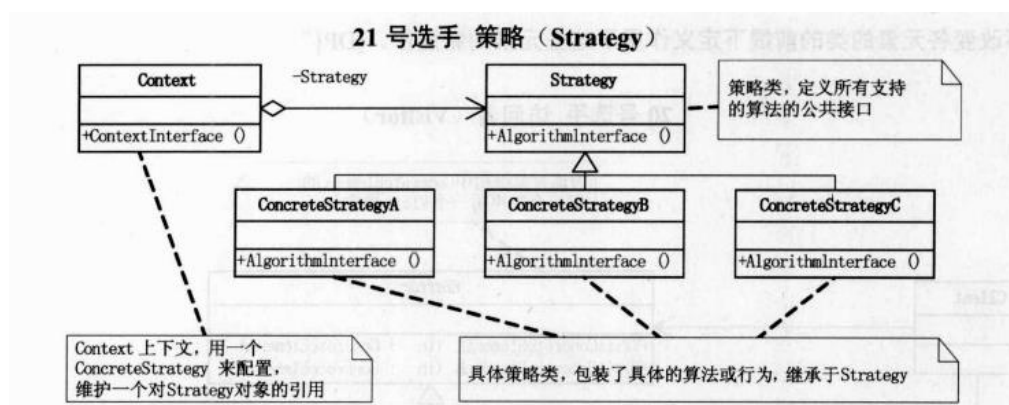 21 号选手 策略（Strategy）
Context
-Strategy
Strategy
策略类，定义所有支持
的算法的公共接口
+ContextInterface ()
+AlgorithmInterface ()
ConcreteStrategyA
ConcreteStrategyB
ConcreteStrategyC
+AlgorithmInterface ()
+AlgorithmInterface ()
+AlgorithmInterface ()
Context 上下文，用一个
ConcreteStrategy 来配置，
维护一个对Strategy对象的引用
具体策略类，包装了具体的算法或行为，继承于Strategy